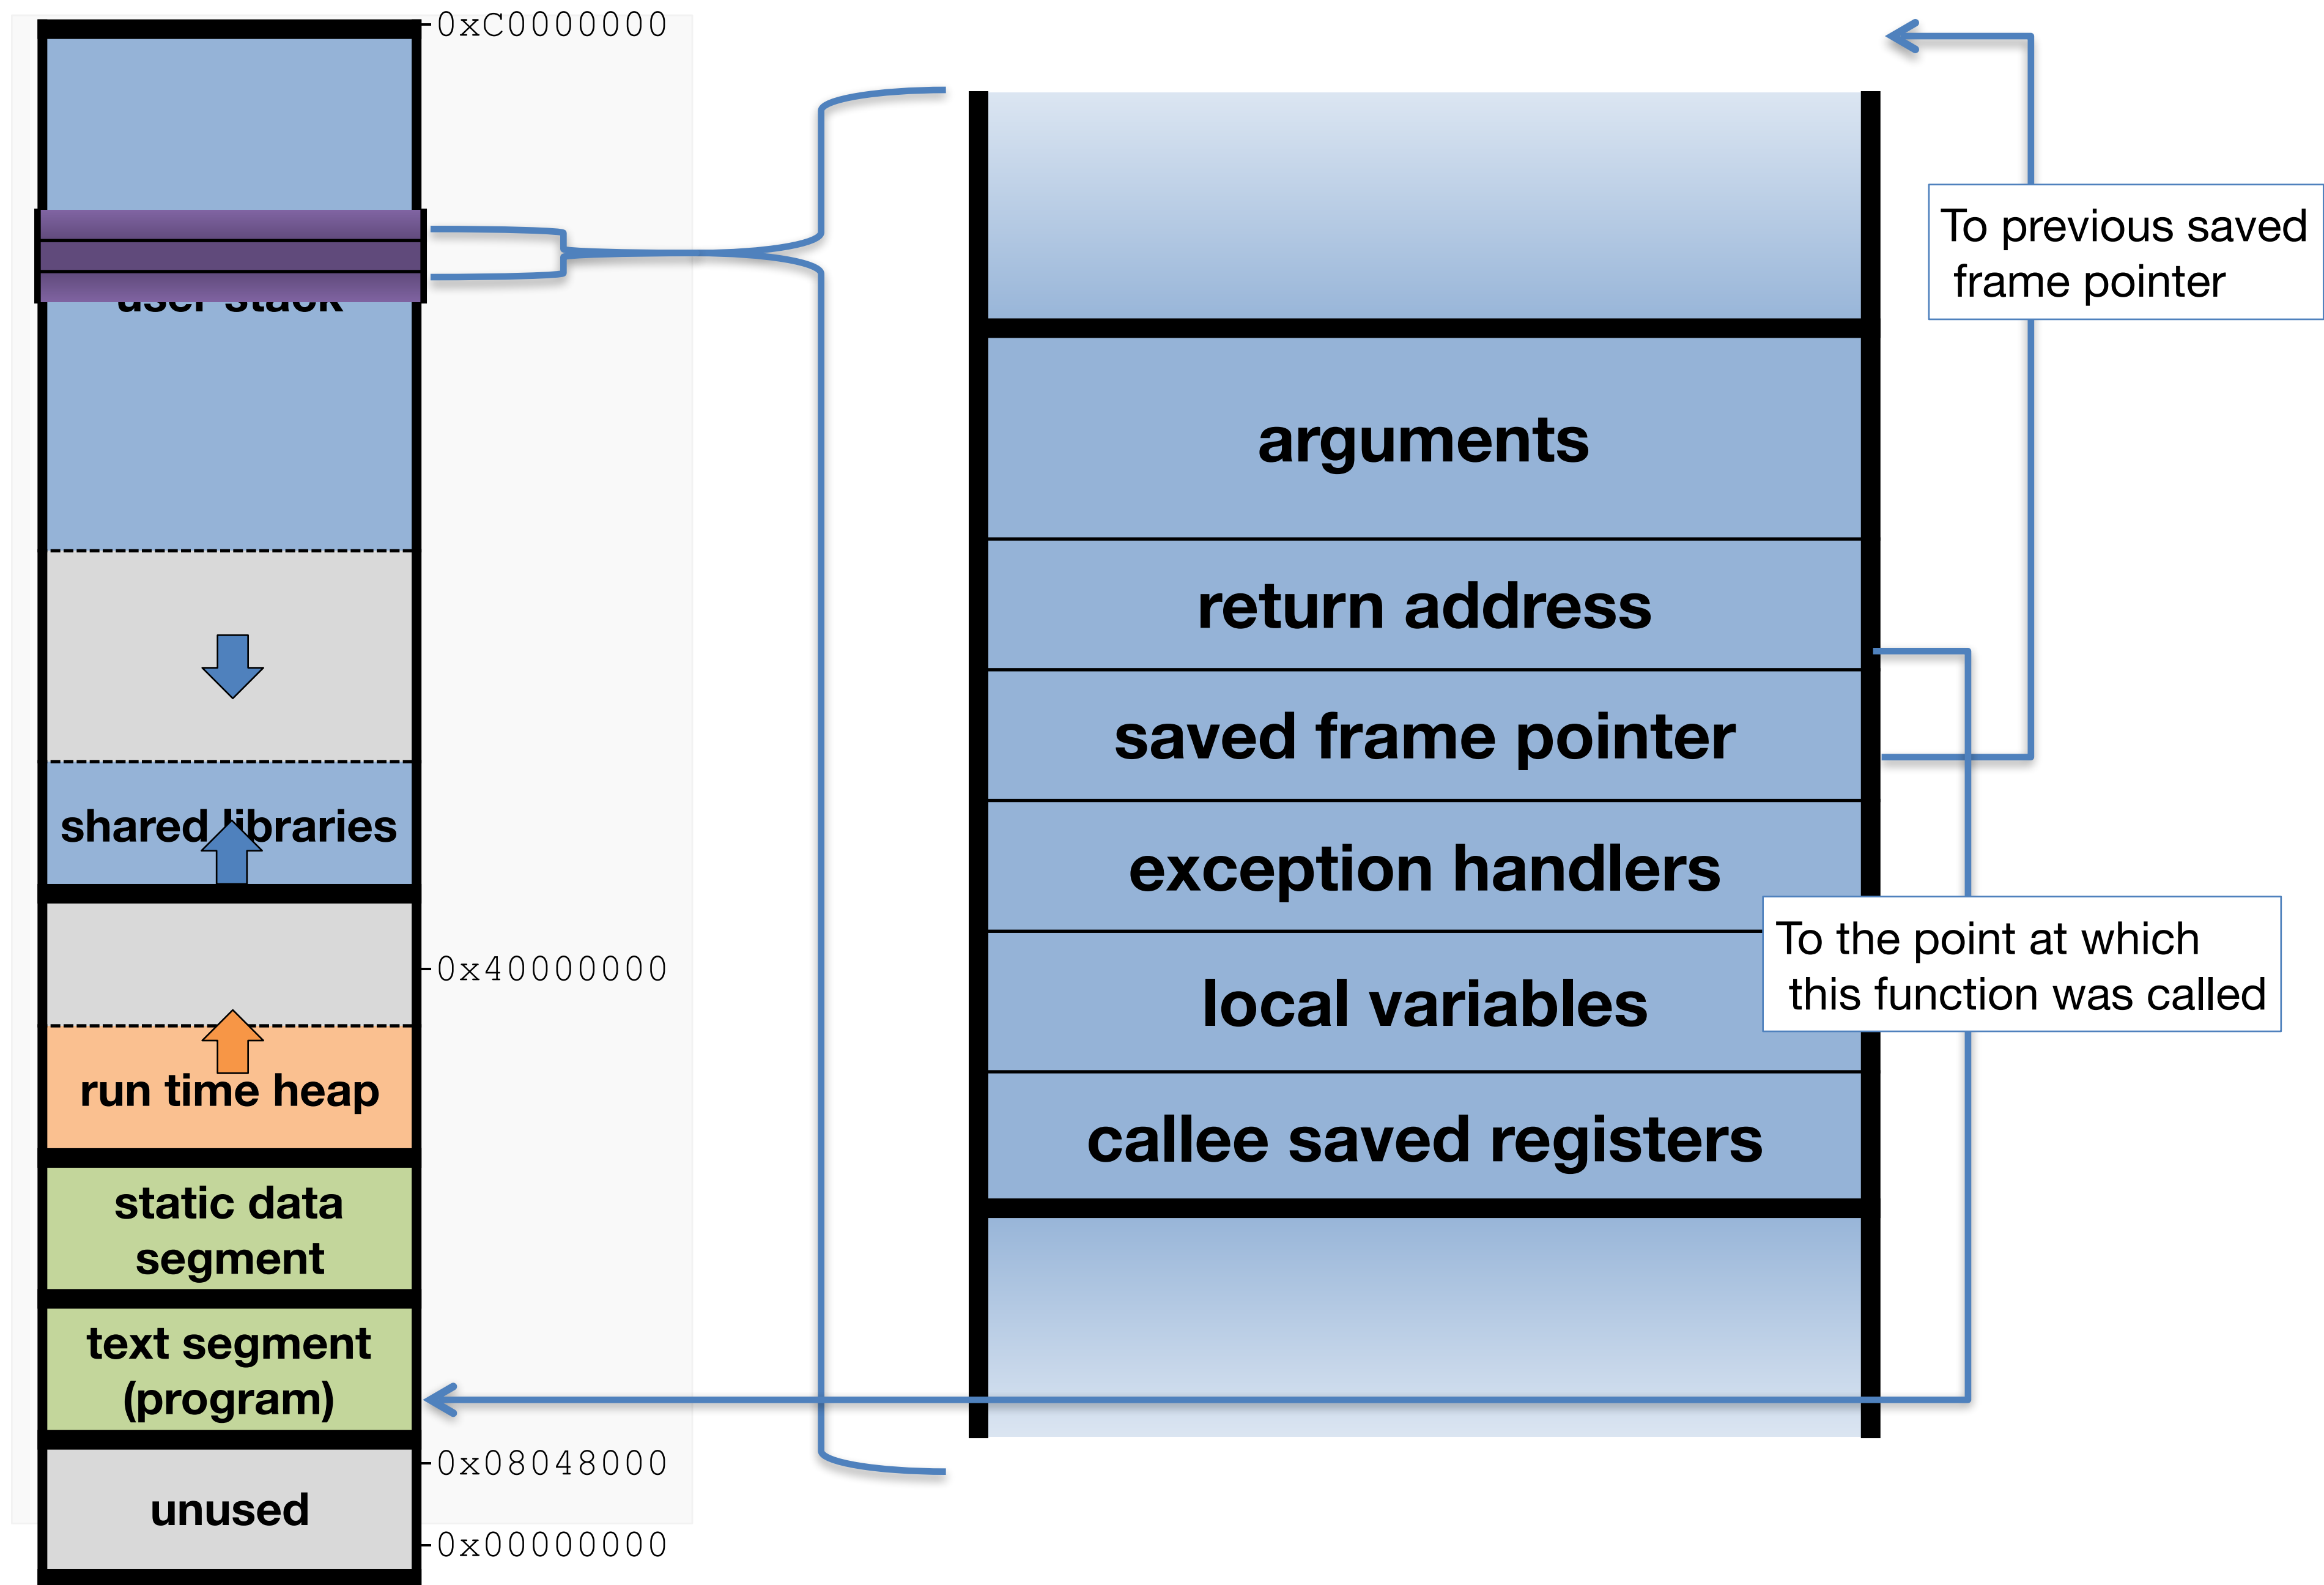 0xC0000000
user stack
shared libraries
0x40000000
run time heap
static data
segment
text segment
(program)
0x08048000
unused
0x00000000
arguments
return address
saved frame pointer
exception handlers
local variables
callee saved registers
To previous saved
frame pointer
To the point at which
this function was called